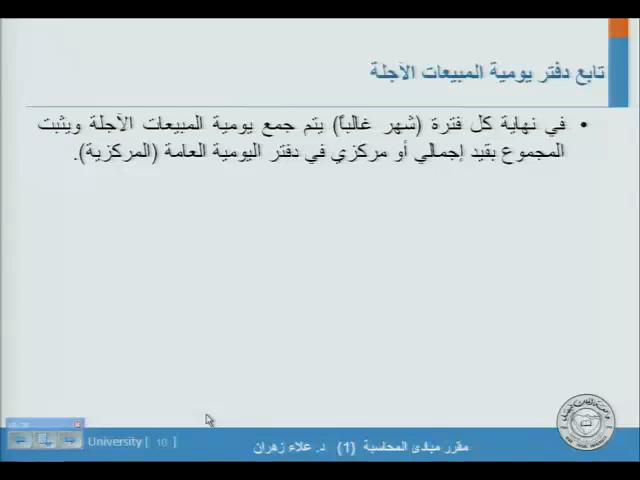 تابع دفتر يومية المبيعات الآجلة
• في نهاية كل فترة (شهر غالباً) يتم جمع يومية المبيعات الآجلة ويثبت
المجموع بقيد إجمالي أو مركزي في دفتر اليومية العامة (المركزية).
مقرر مبادئ المحاسبة (1) د. علاء زهران
University [ 10 ]